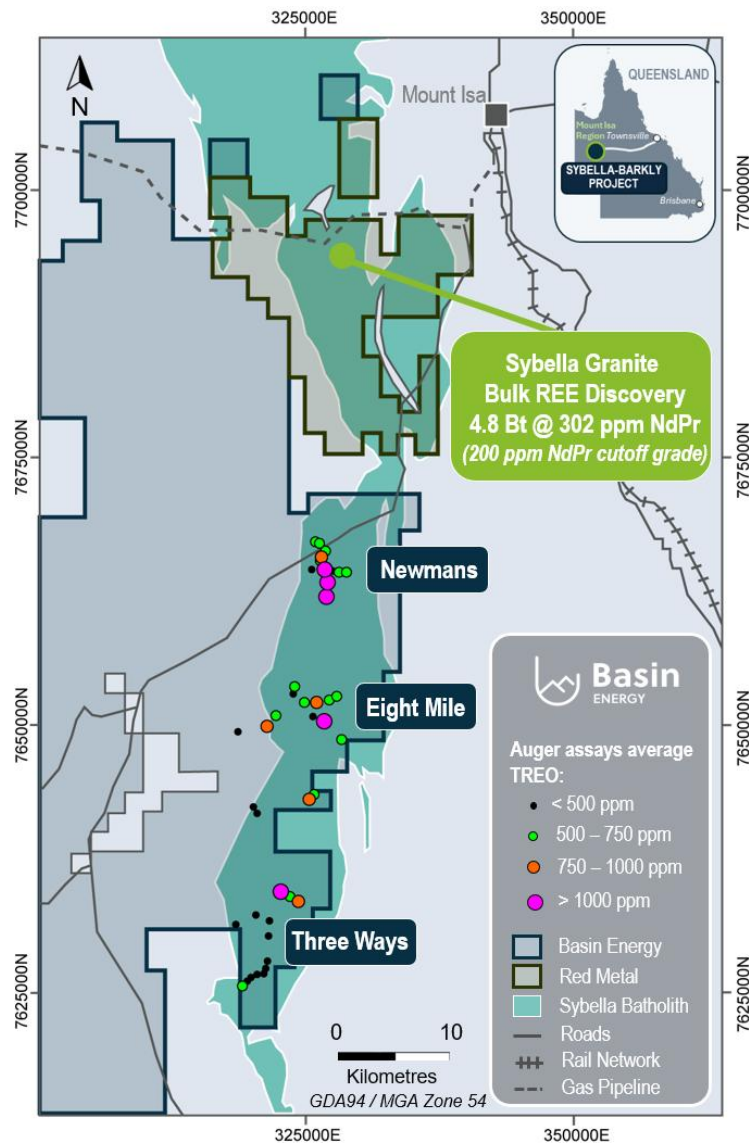 325000E
350000E
N
Mount Isa
QUEENSLAND
Mount Isa
Region
Townsville
SYBELLA-BARKLY
PROJECT
Brisbane
7700000N
7700000N
Sybella Granite
Bulk REE Discovery
4.8 Bt @ 302 ppm NdPr
(200 ppm NdPr cutoff grade)
7675000N
7675000N
Newmans
Eight Mile
Three Ways
7650000N
7650000N
7625000N
7625000N
Basin
ENERGY
Auger assays average
TREO:
< 500 ppm
500 – 750 ppm
750 – 1000 ppm
> 1000 ppm
Basin Energy
Red Metal
Sybella Batholith
Roads
Rail Network
Gas Pipeline
0
10
Kilometres
GDA94 / MGA Zone 54
325000E
350000E